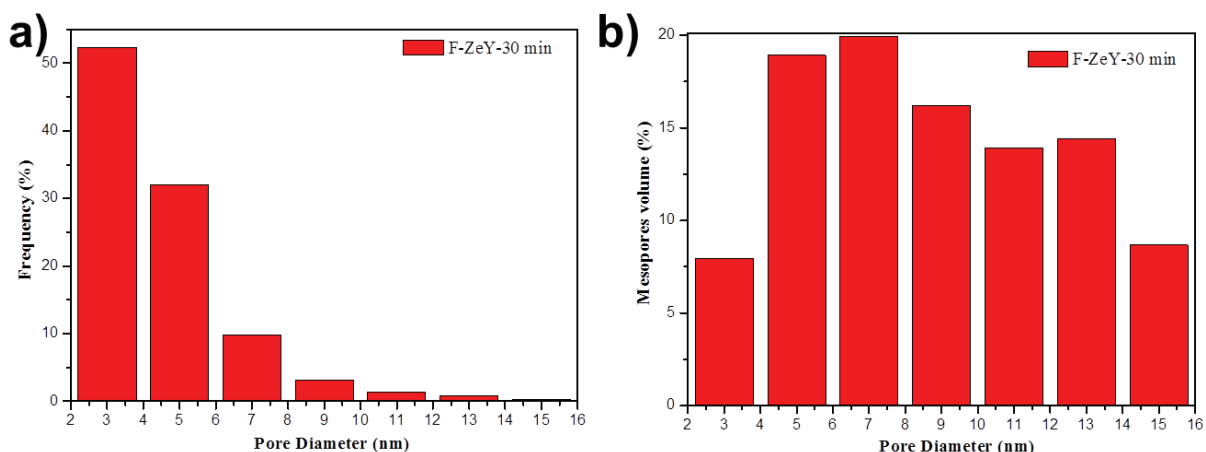 a)
F-ZeY-30 min
Frequency (%)
50
40
30
20
10
0
2 3 4 5 6 7 8 9 10 11 12 13 14 15 16
Pore Diameter (nm)
b)
F-ZeY-30 min
Mesopores volume (%)
20
15
10
5
0
2 3 4 5 6 7 8 9 10 11 12 13 14 15 16
Pore Diameter (nm)